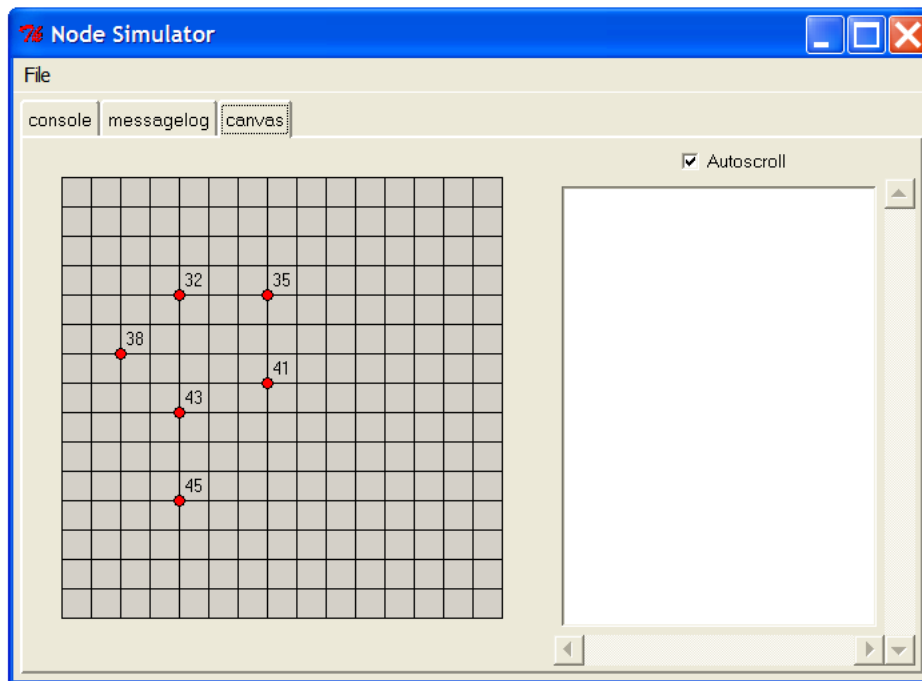 Node Simulator
File
console messagelog canvas
Autoscroll
32 35
38
41
43
45